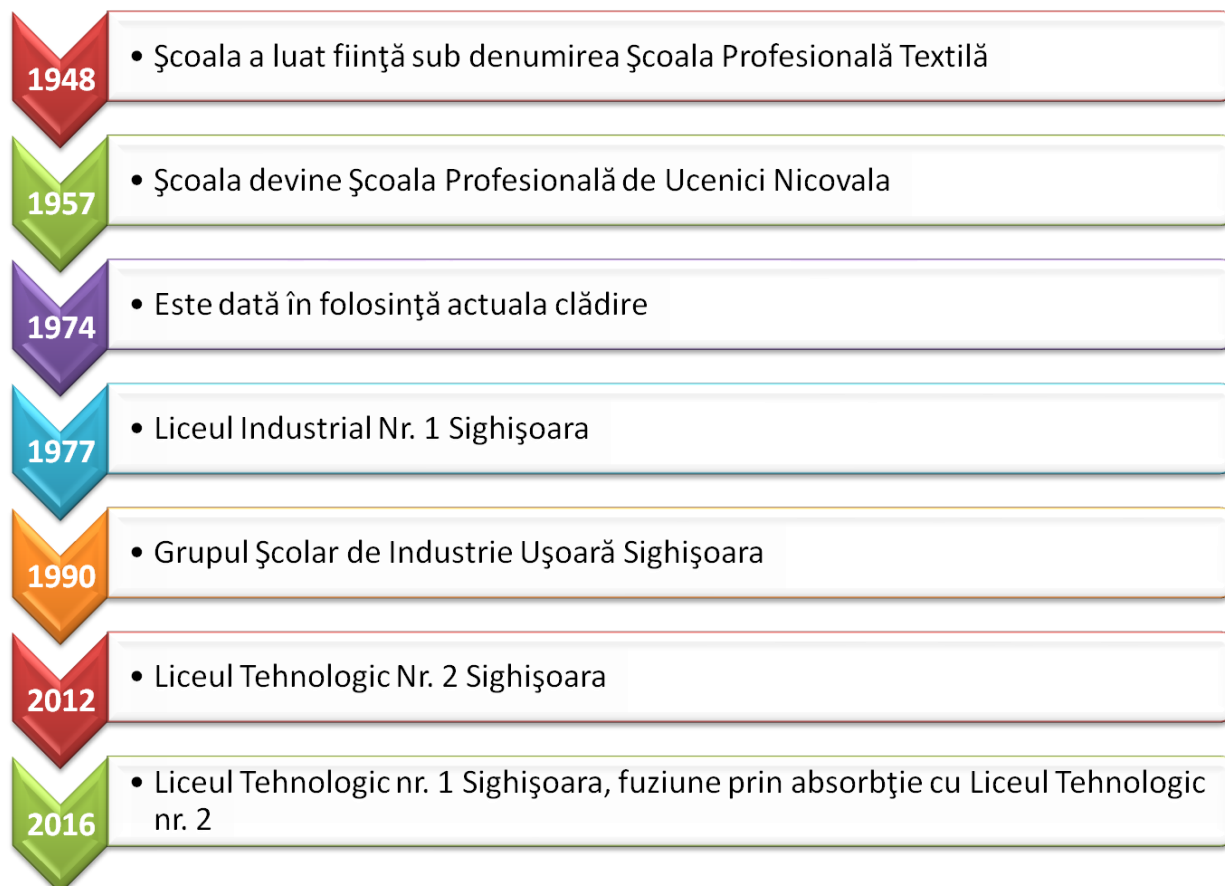 1948
• Şcoala a luat fiinţă sub denumirea Şcoala Profesională Textilă
1957
• Şcoala devine Şcoala Profesională de Ucenici Nicovala
1974
• Este dată în folosinţă actuala clădire
1977
• Liceul Industrial Nr. 1 Sighişoara
1990
• Grupul Şcolar de Industrie Uşoară Sighişoara
2012
• Liceul Tehnologic Nr. 2 Sighişoara
2016
• Liceul Tehnologic nr. 1 Sighişoara, fuziune prin absorbţie cu Liceul Tehnologic
nr. 2